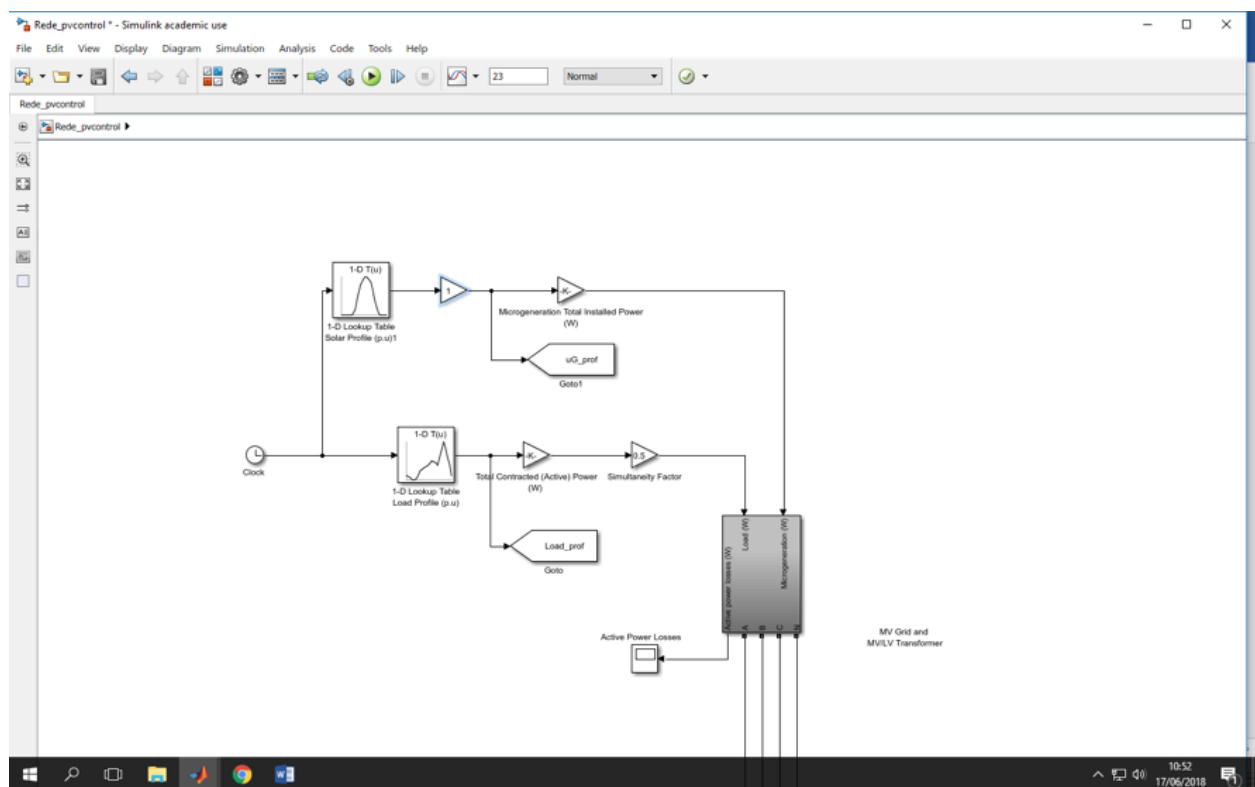 Rede_pvcontrol * - Simulink academic use
File Edit View Display Diagram Simulation Analysis Code Tools Help
23
Normal
Rede_pvcontrol
Rede_pvcontrol
1-D T(u)
1-D Lookup Table
Solar Profile (p.u)1
1
-K-
Microgeneration Total Installed Power
(W)
uG_prof
Goto1
Clock
1-D T(u)
1-D Lookup Table
Load Profile (p.u)
-K-
Total Contracted (Active) Power
(W)
0.5
Simultaneity Factor
Load_prof
Goto
Load (W)
Microgeneration (W)
Active power losses (W)
A
B
C
N
Active Power Losses
MV Grid and
MV/LV Transformer
10:52
17/06/2018
1